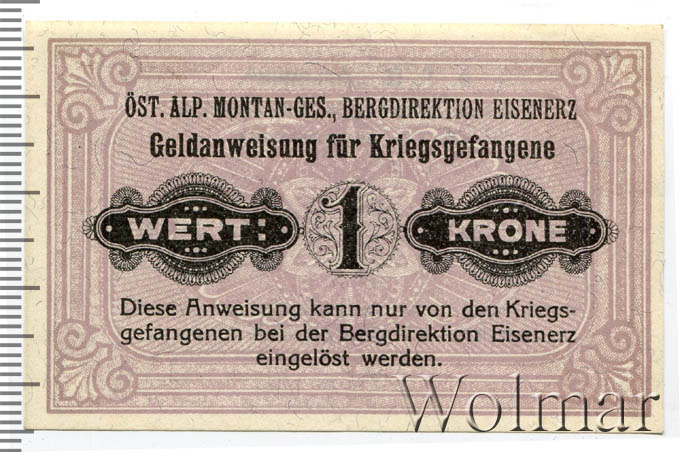 ÖST. ALP. MONTAN-GES., BERGDIREKTION EISENERZ
Geldanweisung für Kriegsgefangene
WERT: 1 KRONE
Diese Anweisung kann nur von den Kriegs-
gefangenen bei der Bergdirektion Eisenerz
eingelöst werden.
Wolmar